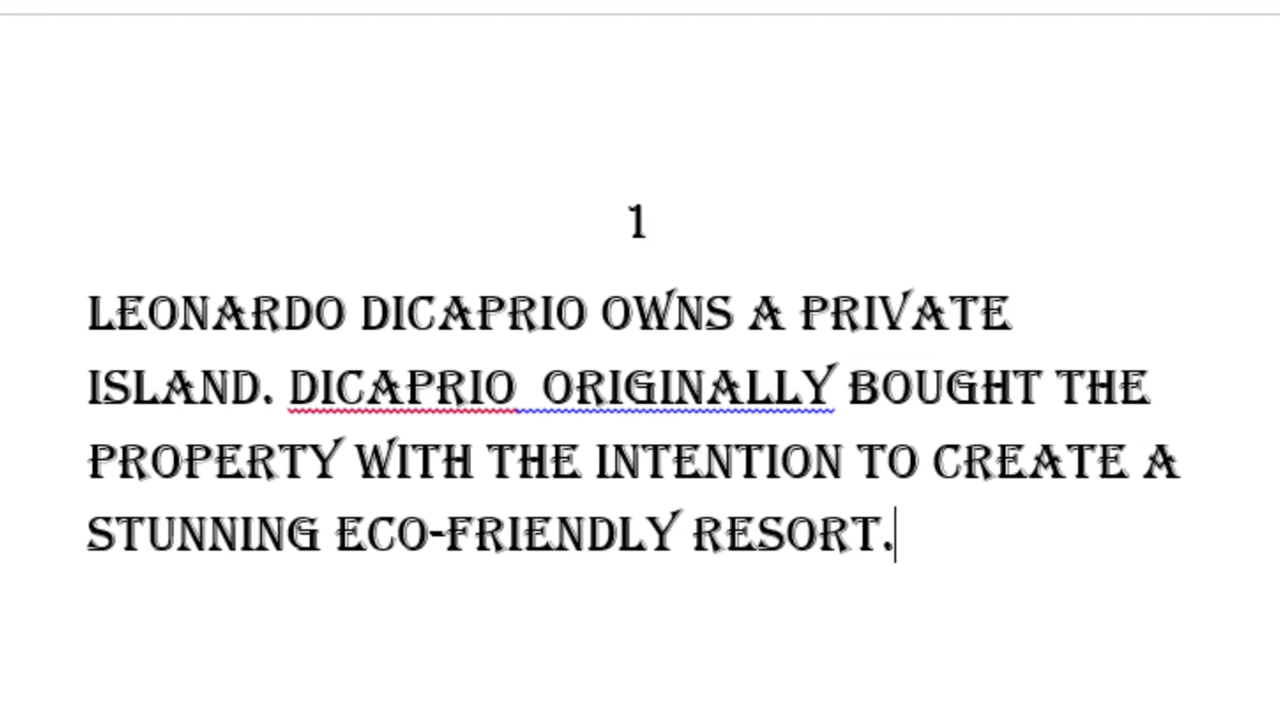 1
LEONARDO DICAPRIO OWNS A PRIVATE
ISLAND. DICAPRIO  ORIGINALLY BOUGHT THE
PROPERTY WITH THE INTENTION TO CREATE A
STUNNING ECO-FRIENDLY RESORT.